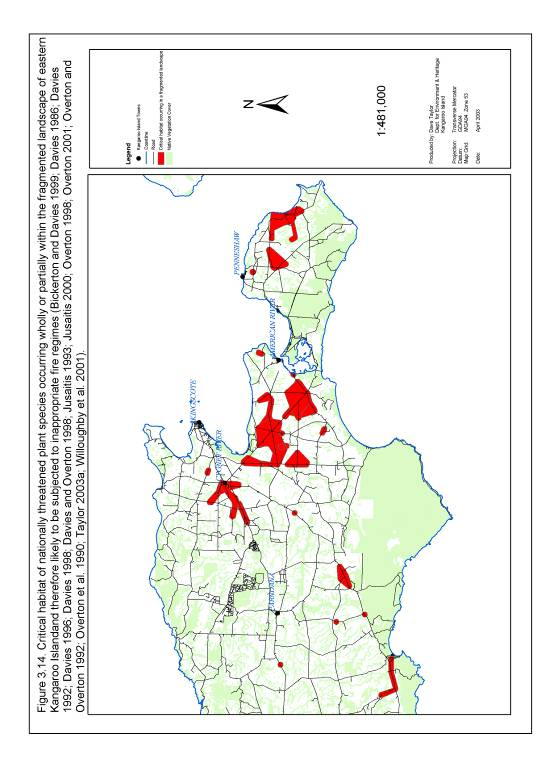 Figure 3.14. Critical habitat of nationally threatened plant species occurring wholly or partially within the fragmented landscape of eastern
Kangaroo Islandand therefore likely to be subjected to inappropriate fire regimes (Bickerton and Davies 1999; Davies 1986; Davies
1992; Davies 1996; Davies 1998; Davies and Overton 1998; Jusaitis 1993; Jusaitis 2000; Overton 1998; Overton 2001; Overton and
Overton 1992; Overton et al. 1990; Taylor 2003a; Willoughby et al. 2001).
Legend
Kangaroo Island Towns
Coastline
Road
Critical habitat occurring in a fragmented landscape
Native Vegetation Cover
N
1:481,000
Produced by: Dave Taylor
Dept. for Environment & Heritage
Kangaroo Island
Projection: Transverse Mercator
Datum: GDA94
Map Grid: MGA94 Zone 53
Date: April 2003
PENNESHAW
AMERICAN RIVER
KINGSCOTE
PARNDANA